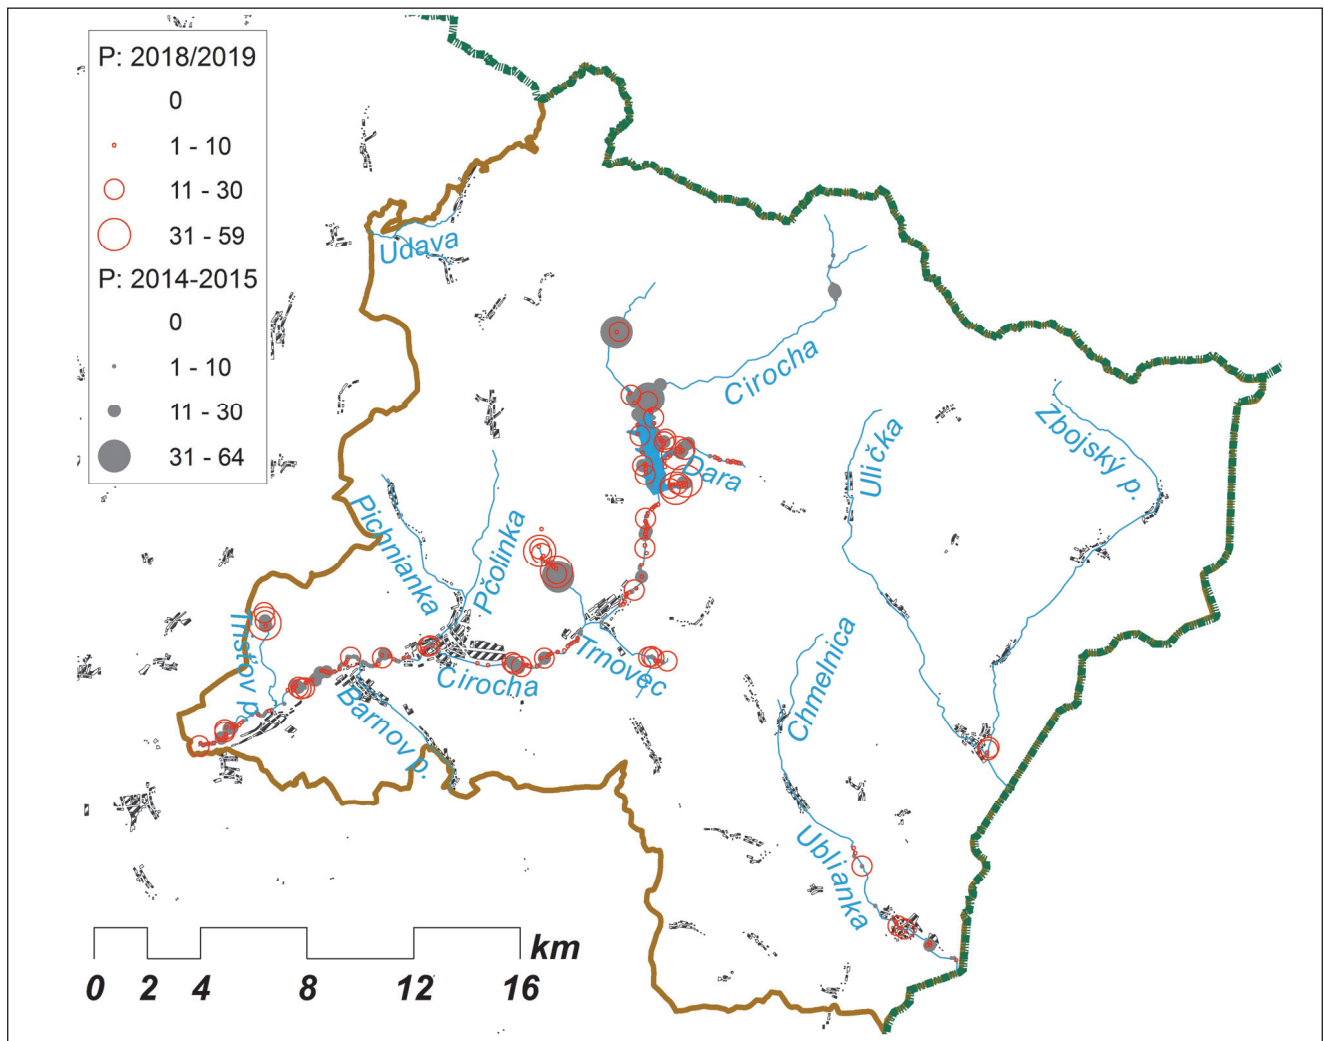 P: 2018/2019
0
1 - 10
11 - 30
31 - 59
P: 2014-2015
0
1 - 10
11 - 30
31 - 64
Udava
Cirocha
Dara
Ulička
Zbojský p.
Pichnianka
Pčolinka
Tŕsťov p.
Cirocha
Trnovec
Barnov p.
Chmelnica
Ublianka
km
0 2 4 8 12 16